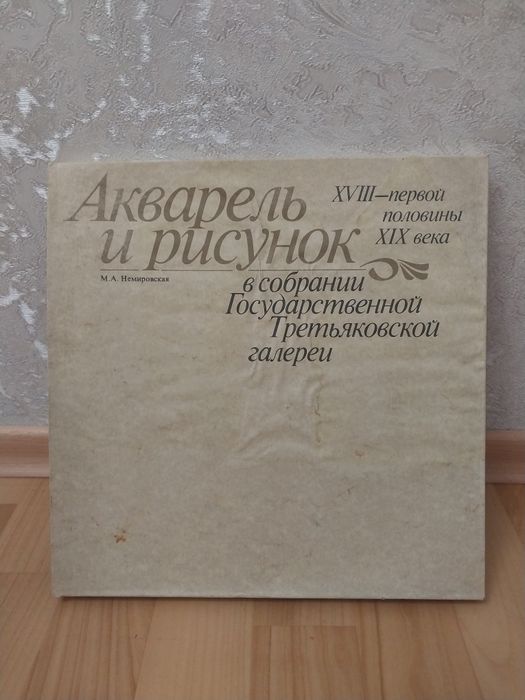 Акварель
и рисунок
XVIII—первой
половины
XIX века
М.А. Немировская
в собрании
Государственной
Третьяковской
галереи